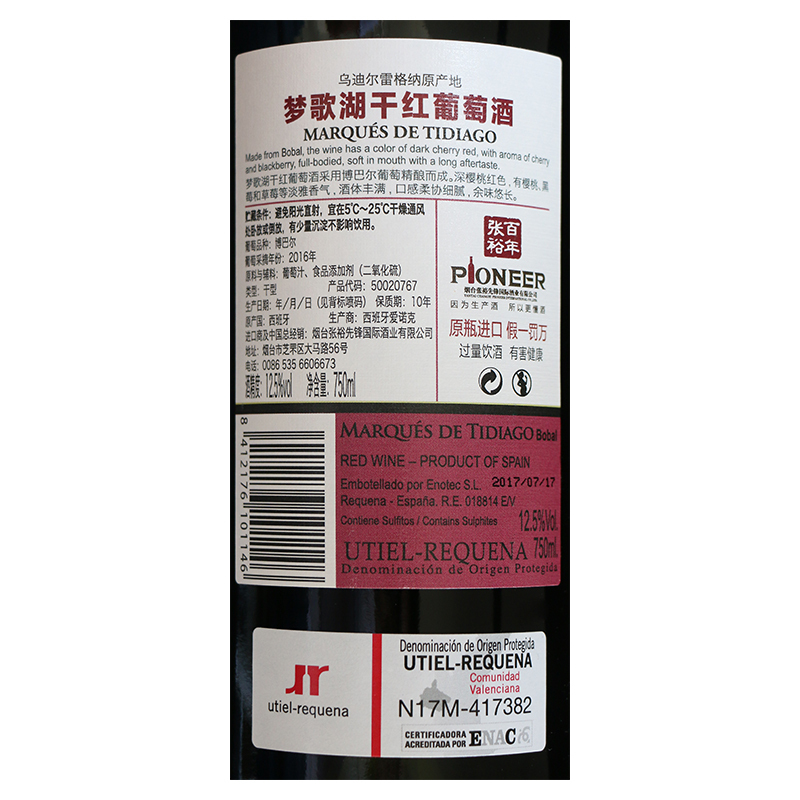 乌迪尔雷格纳原产地
梦歌湖干红葡萄酒
MARQUÉS DE TIDIAGO
Made from Bobal, the wine has a color of dark cherry red, with aroma of cherry
and blackberry, full-bodied, soft in mouth with a long aftertaste.
梦歌湖干红葡萄酒采用博巴尔葡萄精酿而成。深樱桃红色，有樱桃、黑
莓和草莓等淡雅香气，酒体丰满，口感柔协细腻，余味悠长。
贮藏条件：避免阳光直射，宜在5℃～25℃干燥通风
处卧放或倒放，有少量沉淀不影响饮用。
葡萄品种：博巴尔
葡萄采摘年份：2016年
原料与辅料：葡萄汁、食品添加剂（二氧化硫）
类型：干型 产品代码：50020767
生产日期：年／月／日（见背标喷码） 保质期：10年
原产国：西班牙 生产商：西班牙爱诺克
进口商及中国总经销：烟台张裕先锋国际酒业有限公司
地址：烟台市芝罘区大马路56号
电话：0086 535 6606673
酒精度：12.5%vol 净含量：750ml
百年
张裕
PIONEER
烟台张裕先锋国际酒业有限公司
因为生产酒 所以更懂酒
原瓶进口 假一罚万
过量饮酒 有害健康
8 412176 101146
MARQUÉS DE TIDIAGO Bobal
RED WINE – PRODUCT OF SPAIN
Embotellado por Enotec S.L. 2017/07/17
Requena - España. R.E. 018814 E/V
Contiene Sulfitos / Contains Sulphites
12.5%Vol.
UTIEL-REQUENA 750ml.
Denominación de Origen Protegida
utiel-requena
Denominación de Origen Protegida
UTIEL-REQUENA
Comunidad
Valenciana
N17M-417382
CERTIFICADORA
ACREDITADA POR ENAC